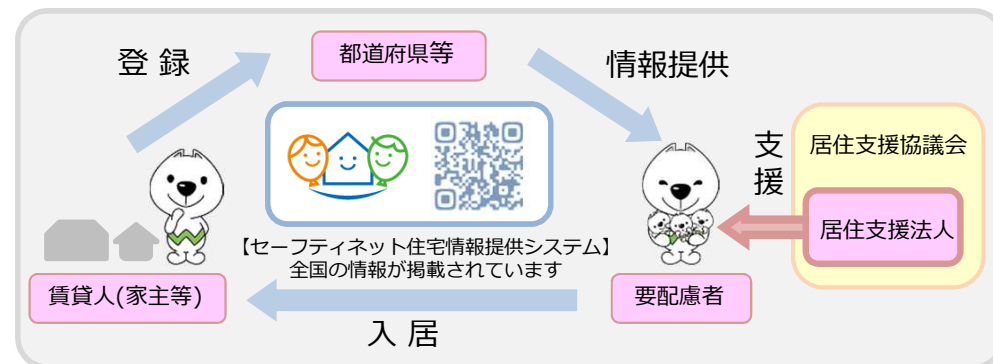 登 録
都道府県等
情報提供
支援
居住支援協議会
居住支援法人
【セーフティネット住宅情報提供システム】
全国の情報が掲載されています
賃貸人(家主等)
要配慮者
入 居